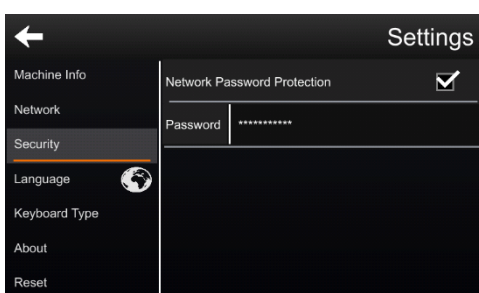 Settings
Machine Info
Network
Security
Language
Keyboard Type
About
Reset
Network Password Protection
Password ***********